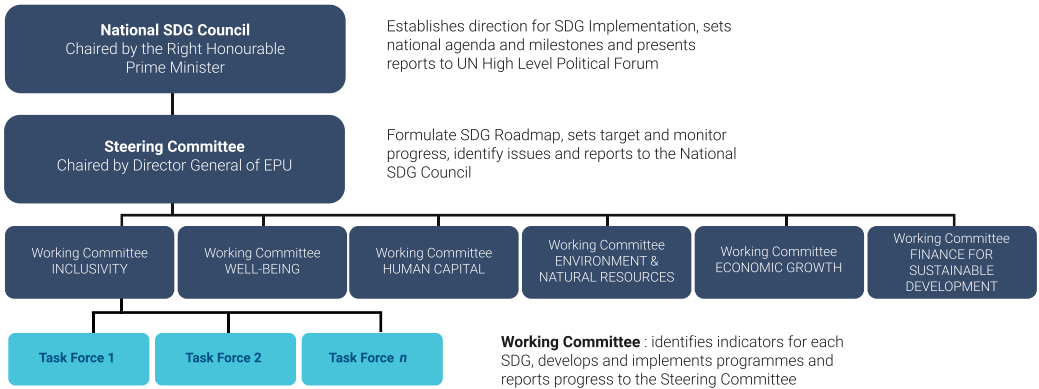 National SDG Council
Chaired by the Right Honourable
Prime Minister
Establishes direction for SDG Implementation, sets
national agenda and milestones and presents
reports to UN High Level Political Forum
Steering Committee
Chaired by Director General of EPU
Formulate SDG Roadmap, sets target and monitor
progress, identify issues and reports to the National
SDG Council
Working Committee
INCLUSIVITY
Working Committee
WELL-BEING
Working Committee
HUMAN CAPITAL
Working Committee
ENVIRONMENT &
NATURAL RESOURCES
Working Committee
ECONOMIC GROWTH
Working Committee
FINANCE FOR
SUSTAINABLE
DEVELOPMENT
Task Force 1
Task Force 2
Task Force n
Working Committee : identifies indicators for each
SDG, develops and implements programmes and
reports progress to the Steering Committee